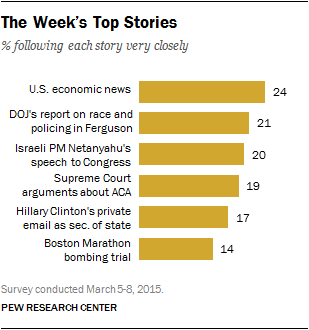 The Week's Top Stories
% following each story very closely
U.S. economic news 24
DOJ's report on race and
policing in Ferguson 21
Israeli PM Netanyahu's
speech to Congress 20
Supreme Court
arguments about ACA 19
Hillary Clinton's private
email as sec. of state 17
Boston Marathon
bombing trial 14
Survey conducted March 5-8, 2015.
PEW RESEARCH CENTER